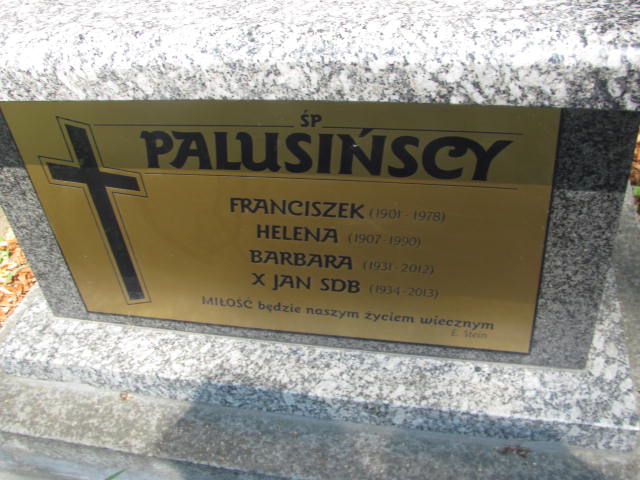 ŚP
PALUSIŃSCY
FRANCISZEK (1901 - 1978)
HELENA (1907-1990)
BARBARA (1931-2012)
X JAN SDB (1934-2013)
MIŁOŚĆ będzie naszym życiem wiecznym
E. Stein